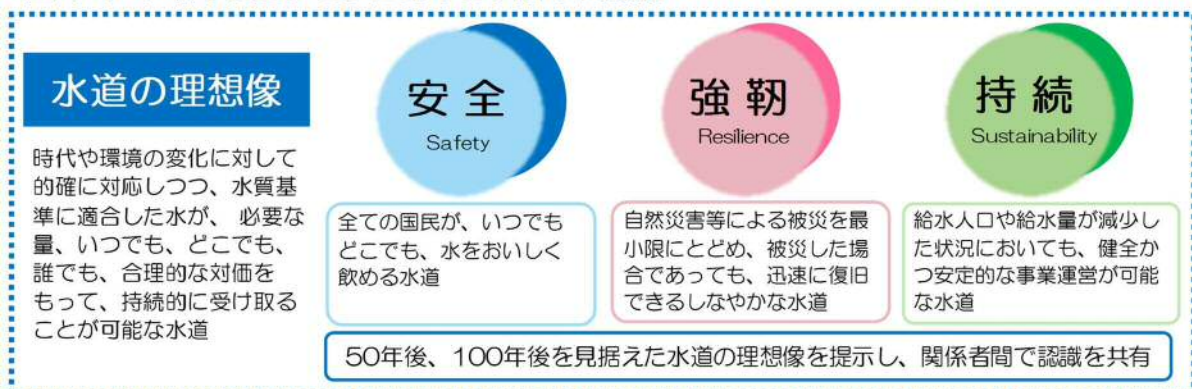 水道の理想像
時代や環境の変化に対して
的確に対応しつつ、水質基
準に適合した水が、 必要な
量、いつでも、どこでも、
誰でも、合理的な対価を
もって、持続的に受け取る
ことが可能な水道
安全
Safety
全ての国民が、いつでも
どこでも、水をおいしく
飲める水道
強靭
Resilience
自然災害等による被災を最
小限にとどめ、被災した場
合であっても、迅速に復旧
できるしなやかな水道
持続
Sustainability
給水人口や給水量が減少し
た状況においても、健全か
つ安定的な事業運営が可能
な水道
50年後、100年後を見据えた水道の理想像を提示し、関係者間で認識を共有